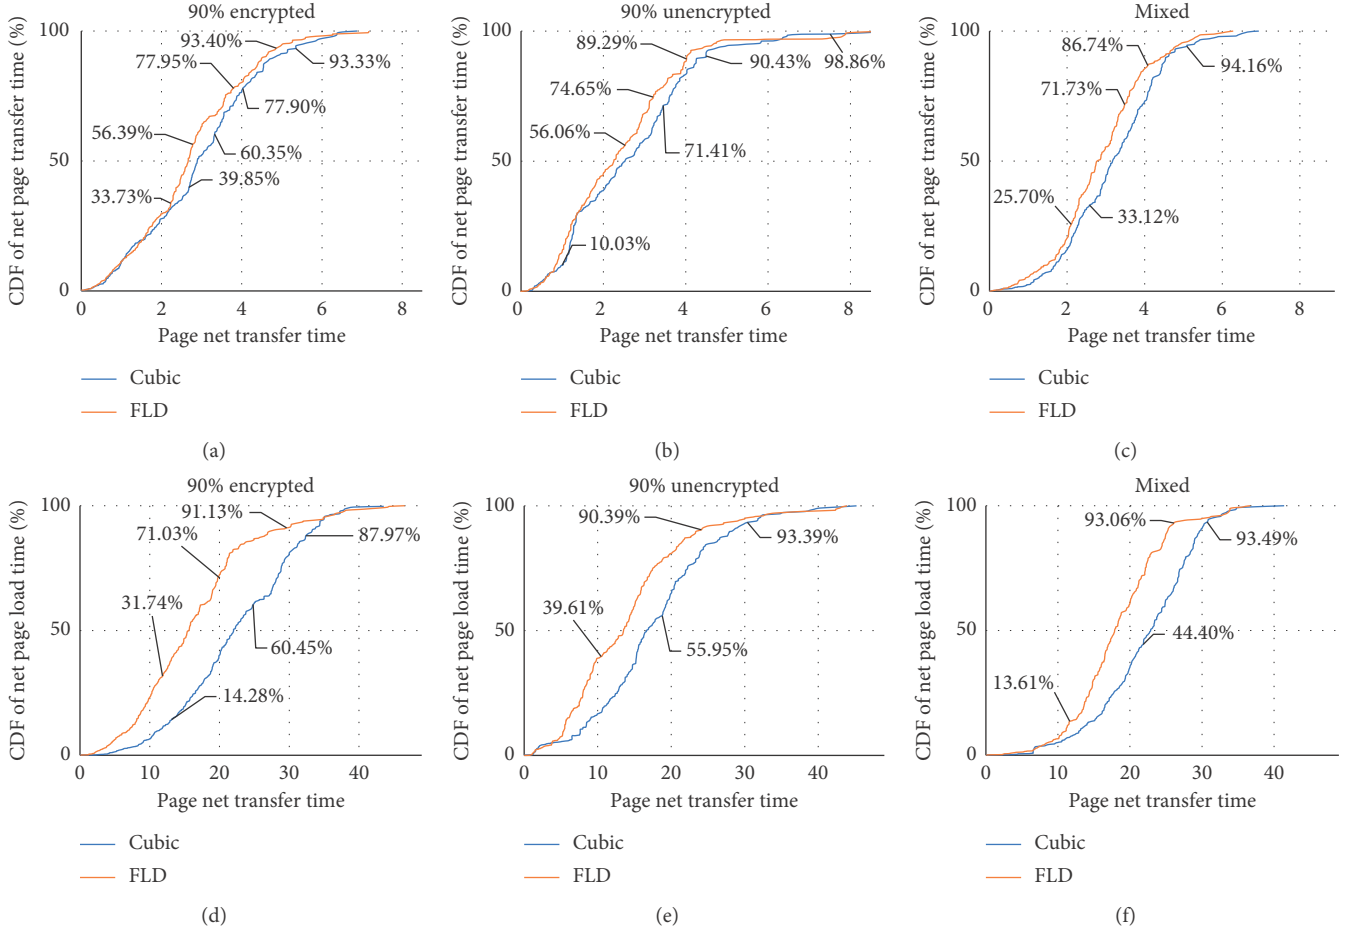 90% encrypted
CDF of net page transfer time (%)
100
50
0
93.40%
77.95%
93.33%
77.90%
56.39%
60.35%
39.85%
33.73%
0 2 4 6 8
Page net transfer time
Cubic
FLD
(a)
90% unencrypted
CDF of net page transfer time (%)
100
50
0
89.29%
90.43%
98.86%
74.65%
56.06%
71.41%
10.03%
0 2 4 6 8
Page net transfer time
Cubic
FLD
(b)
Mixed
CDF of net page transfer time (%)
100
50
0
86.74%
94.16%
71.73%
25.70%
33.12%
0 2 4 6 8
Page net transfer time
Cubic
FLD
(c)
90% encrypted
CDF of net page load time (%)
100
50
0
91.13%
71.03%
87.97%
31.74%
60.45%
14.28%
0 10 20 30 40
Page net transfer time
Cubic
FLD
(d)
90% unencrypted
CDF of net page load time (%)
100
50
0
90.39%
93.39%
39.61%
55.95%
0 10 20 30 40
Page net transfer time
Cubic
FLD
(e)
Mixed
CDF of net page load time (%)
100
50
0
93.06%
93.49%
44.40%
13.61%
0 10 20 30 40
Page net transfer time
Cubic
FLD
(f)